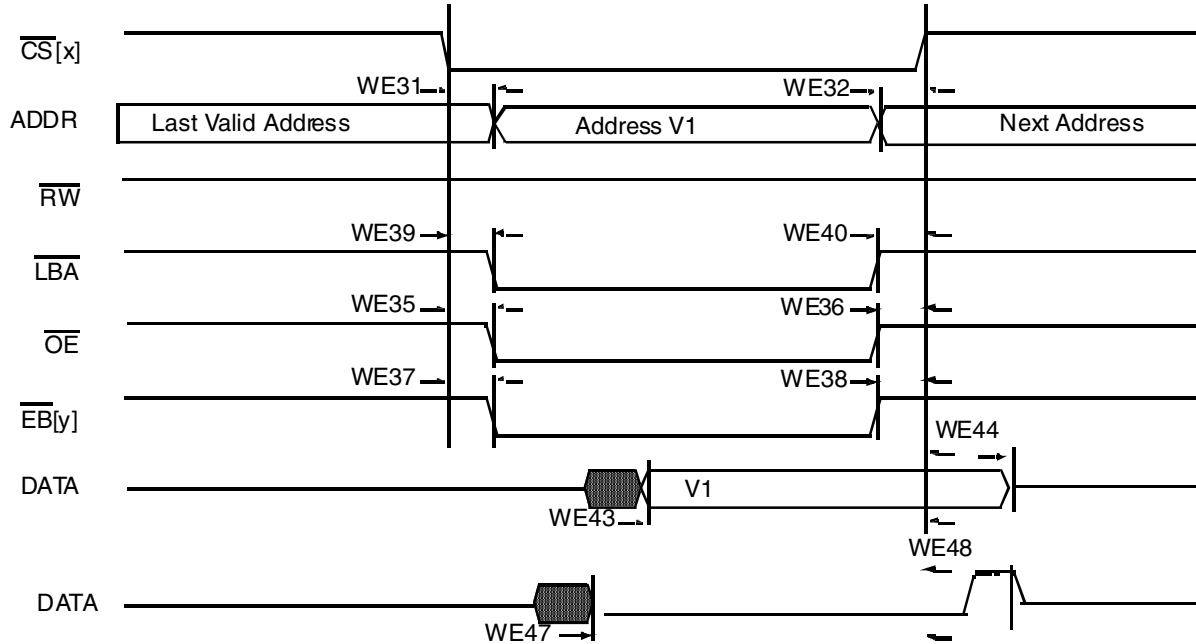 CS[x]
WE31
WE32
ADDR
Last Valid Address
Address V1
Next Address
RW
WE39
WE40
LBA
WE35
WE36
OE
WE37
WE38
EB[y]
WE44
DATA
V1
WE43
WE48
DATA
WE47